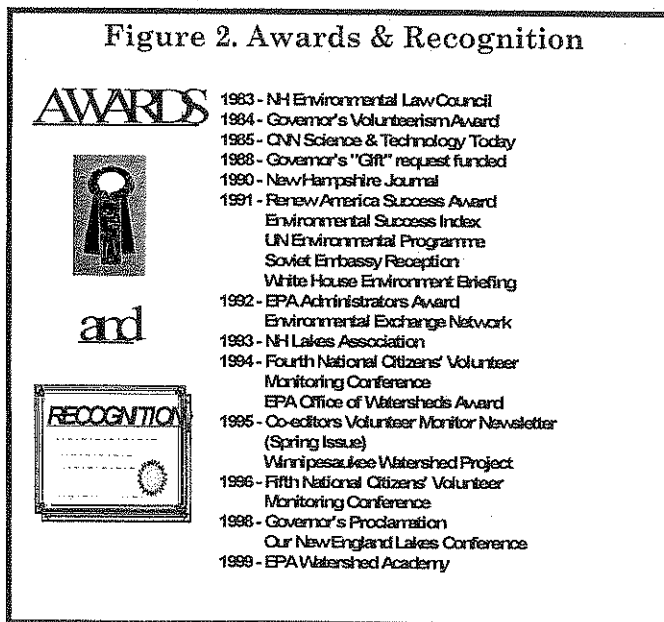 Figure 2. Awards & Recognition
AWARDS
and
RECOGNITION
1983 - NH Environmental Law Council
1984 - Governor's Volunteerism Award
1985 - CNN Science & Technology Today
1988 - Governor's "Gift" request funded
1990 - New Hampshire Journal
1991 - Renew America Success Award
Environmental Success Index
UN Environmental Programme
Soviet Embassy Reception
White House Environment Briefing
1992 - EPA Administrators Award
Environmental Exchange Network
1993 - NH Lakes Association
1994 - Fourth National Citizens' Volunteer
Monitoring Conference
EPA Office of Watersheds Award
1995 - Co-editors Volunteer Monitor Newsletter
(Spring Issue)
Winnipesaukee Watershed Project
1996 - Fifth National Citizens' Volunteer
Monitoring Conference
1998 - Governor's Proclamation
Our New England Lakes Conference
1999 - EPA Watershed Academy